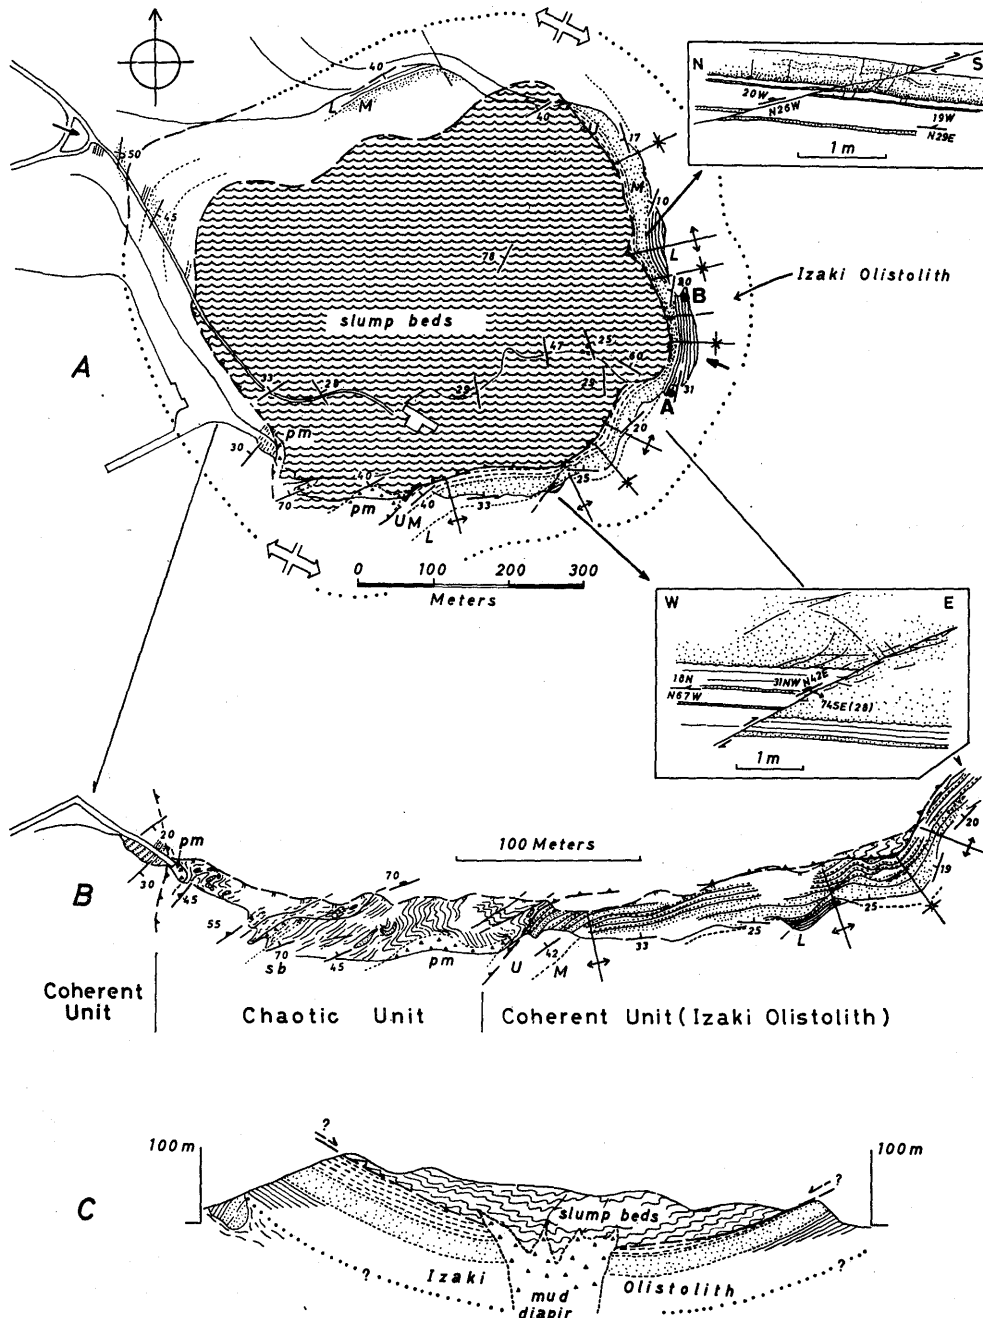 N
S
20W
N26W
19W
N29E
1m
40
L
M
40
U
17
M
10
50
45
78
L
20
B
Izaki Olistolith
slump beds
47
25
60
29
A
33
28
29
A
31
20
pm
30
40
70
pm
40
UM
L
33
25
0 100 200 300
Meters
W
E
18N
N67W
31NW
N42E
74SE(28)
1m
20
pm
30
45
100 Meters
20
B
70
19
55
70
sb
45
pm
U
42
M
33
25
25
L
Coherent
Unit
Chaotic Unit
Coherent Unit (Izaki Olistolith)
?
100m
100m
?
C
slump beds
?
Izaki
Olistolith
?
mud
diapir